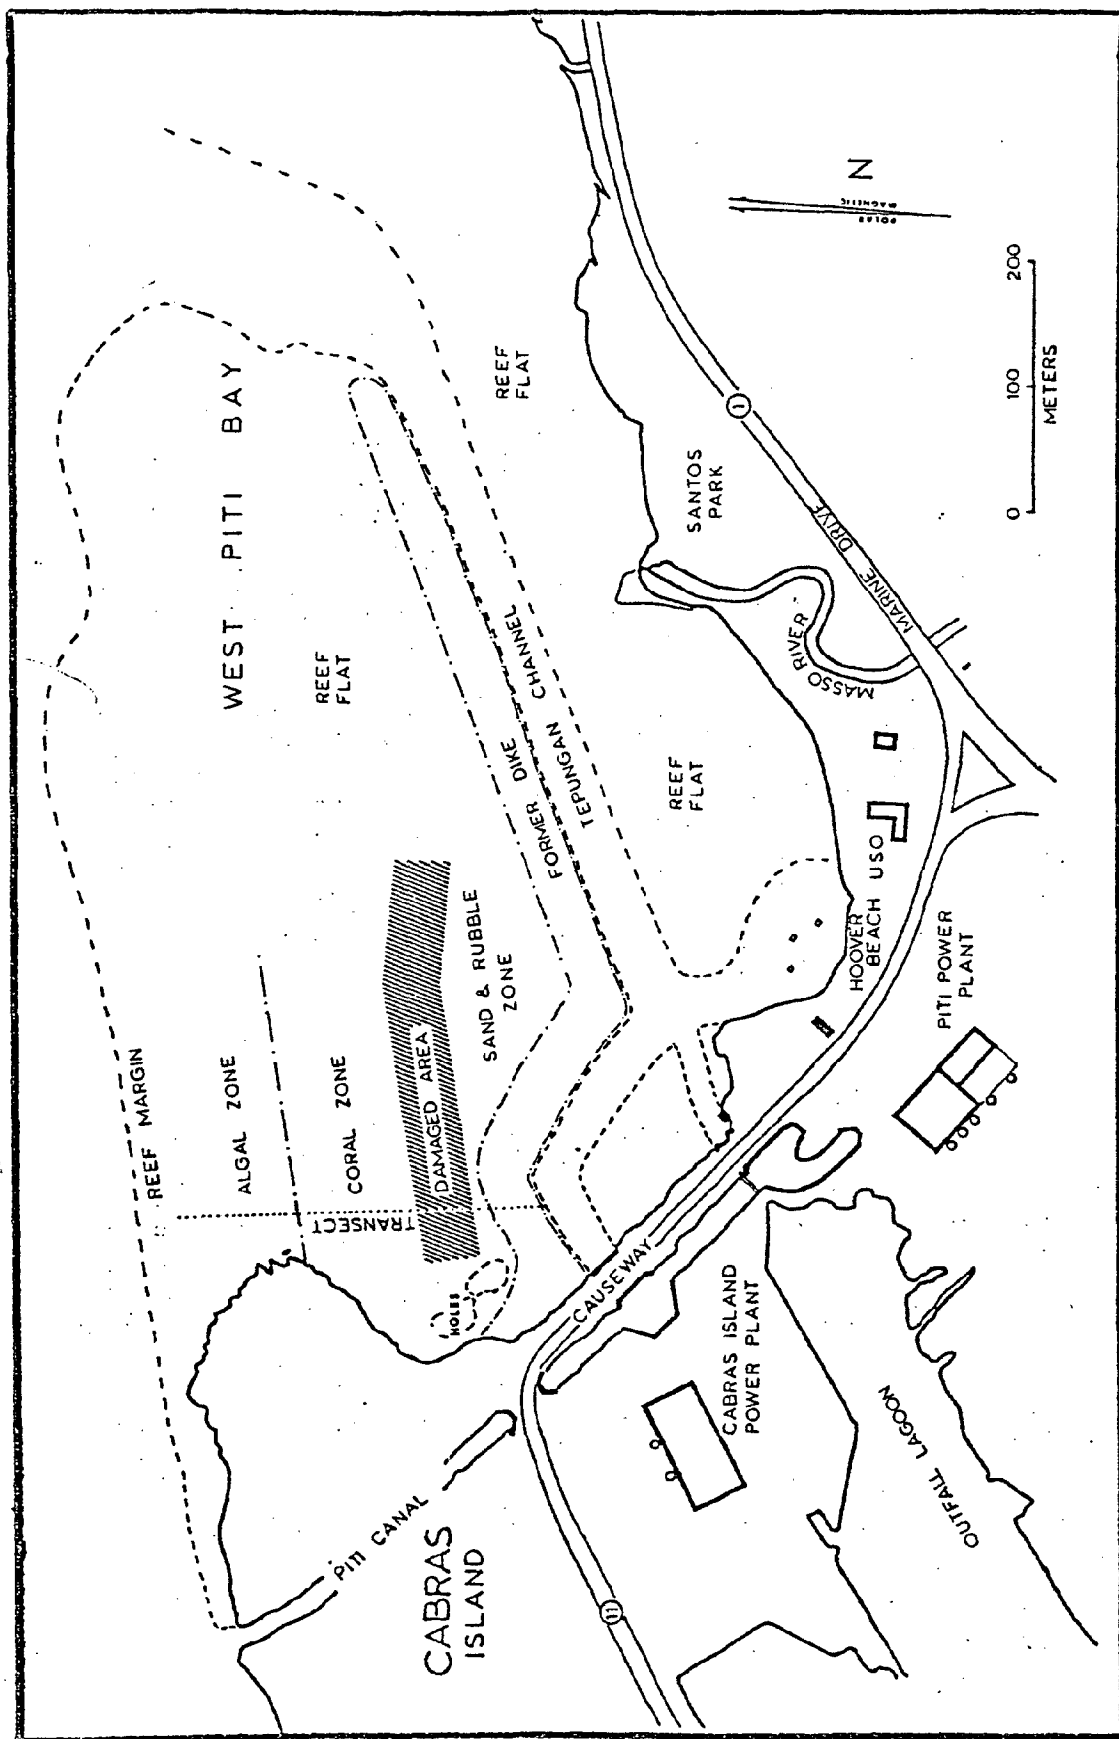 WEST PITI BAY
REEF MARGIN
ALGAL ZONE
CORAL ZONE
TRANSECT
DAMAGED AREA
REEF
FLAT
SAND & RUBBLE
ZONE
HOLES
FORMER DIKE
TEPUNGAN CHANNEL
REEF
FLAT
REEF
FLAT
PITI CANAL
CABRAS
ISLAND
CAUSEWAY
11
CABRAS ISLAND
POWER PLANT
OUTFALL LAGOON
PITI POWER
PLANT
HOOVER
BEACH USO
MASSO RIVER
SANTOS
PARK
MARINE DRIVE
1
N
POLAR
MAGNETIC
0 100 200
METERS